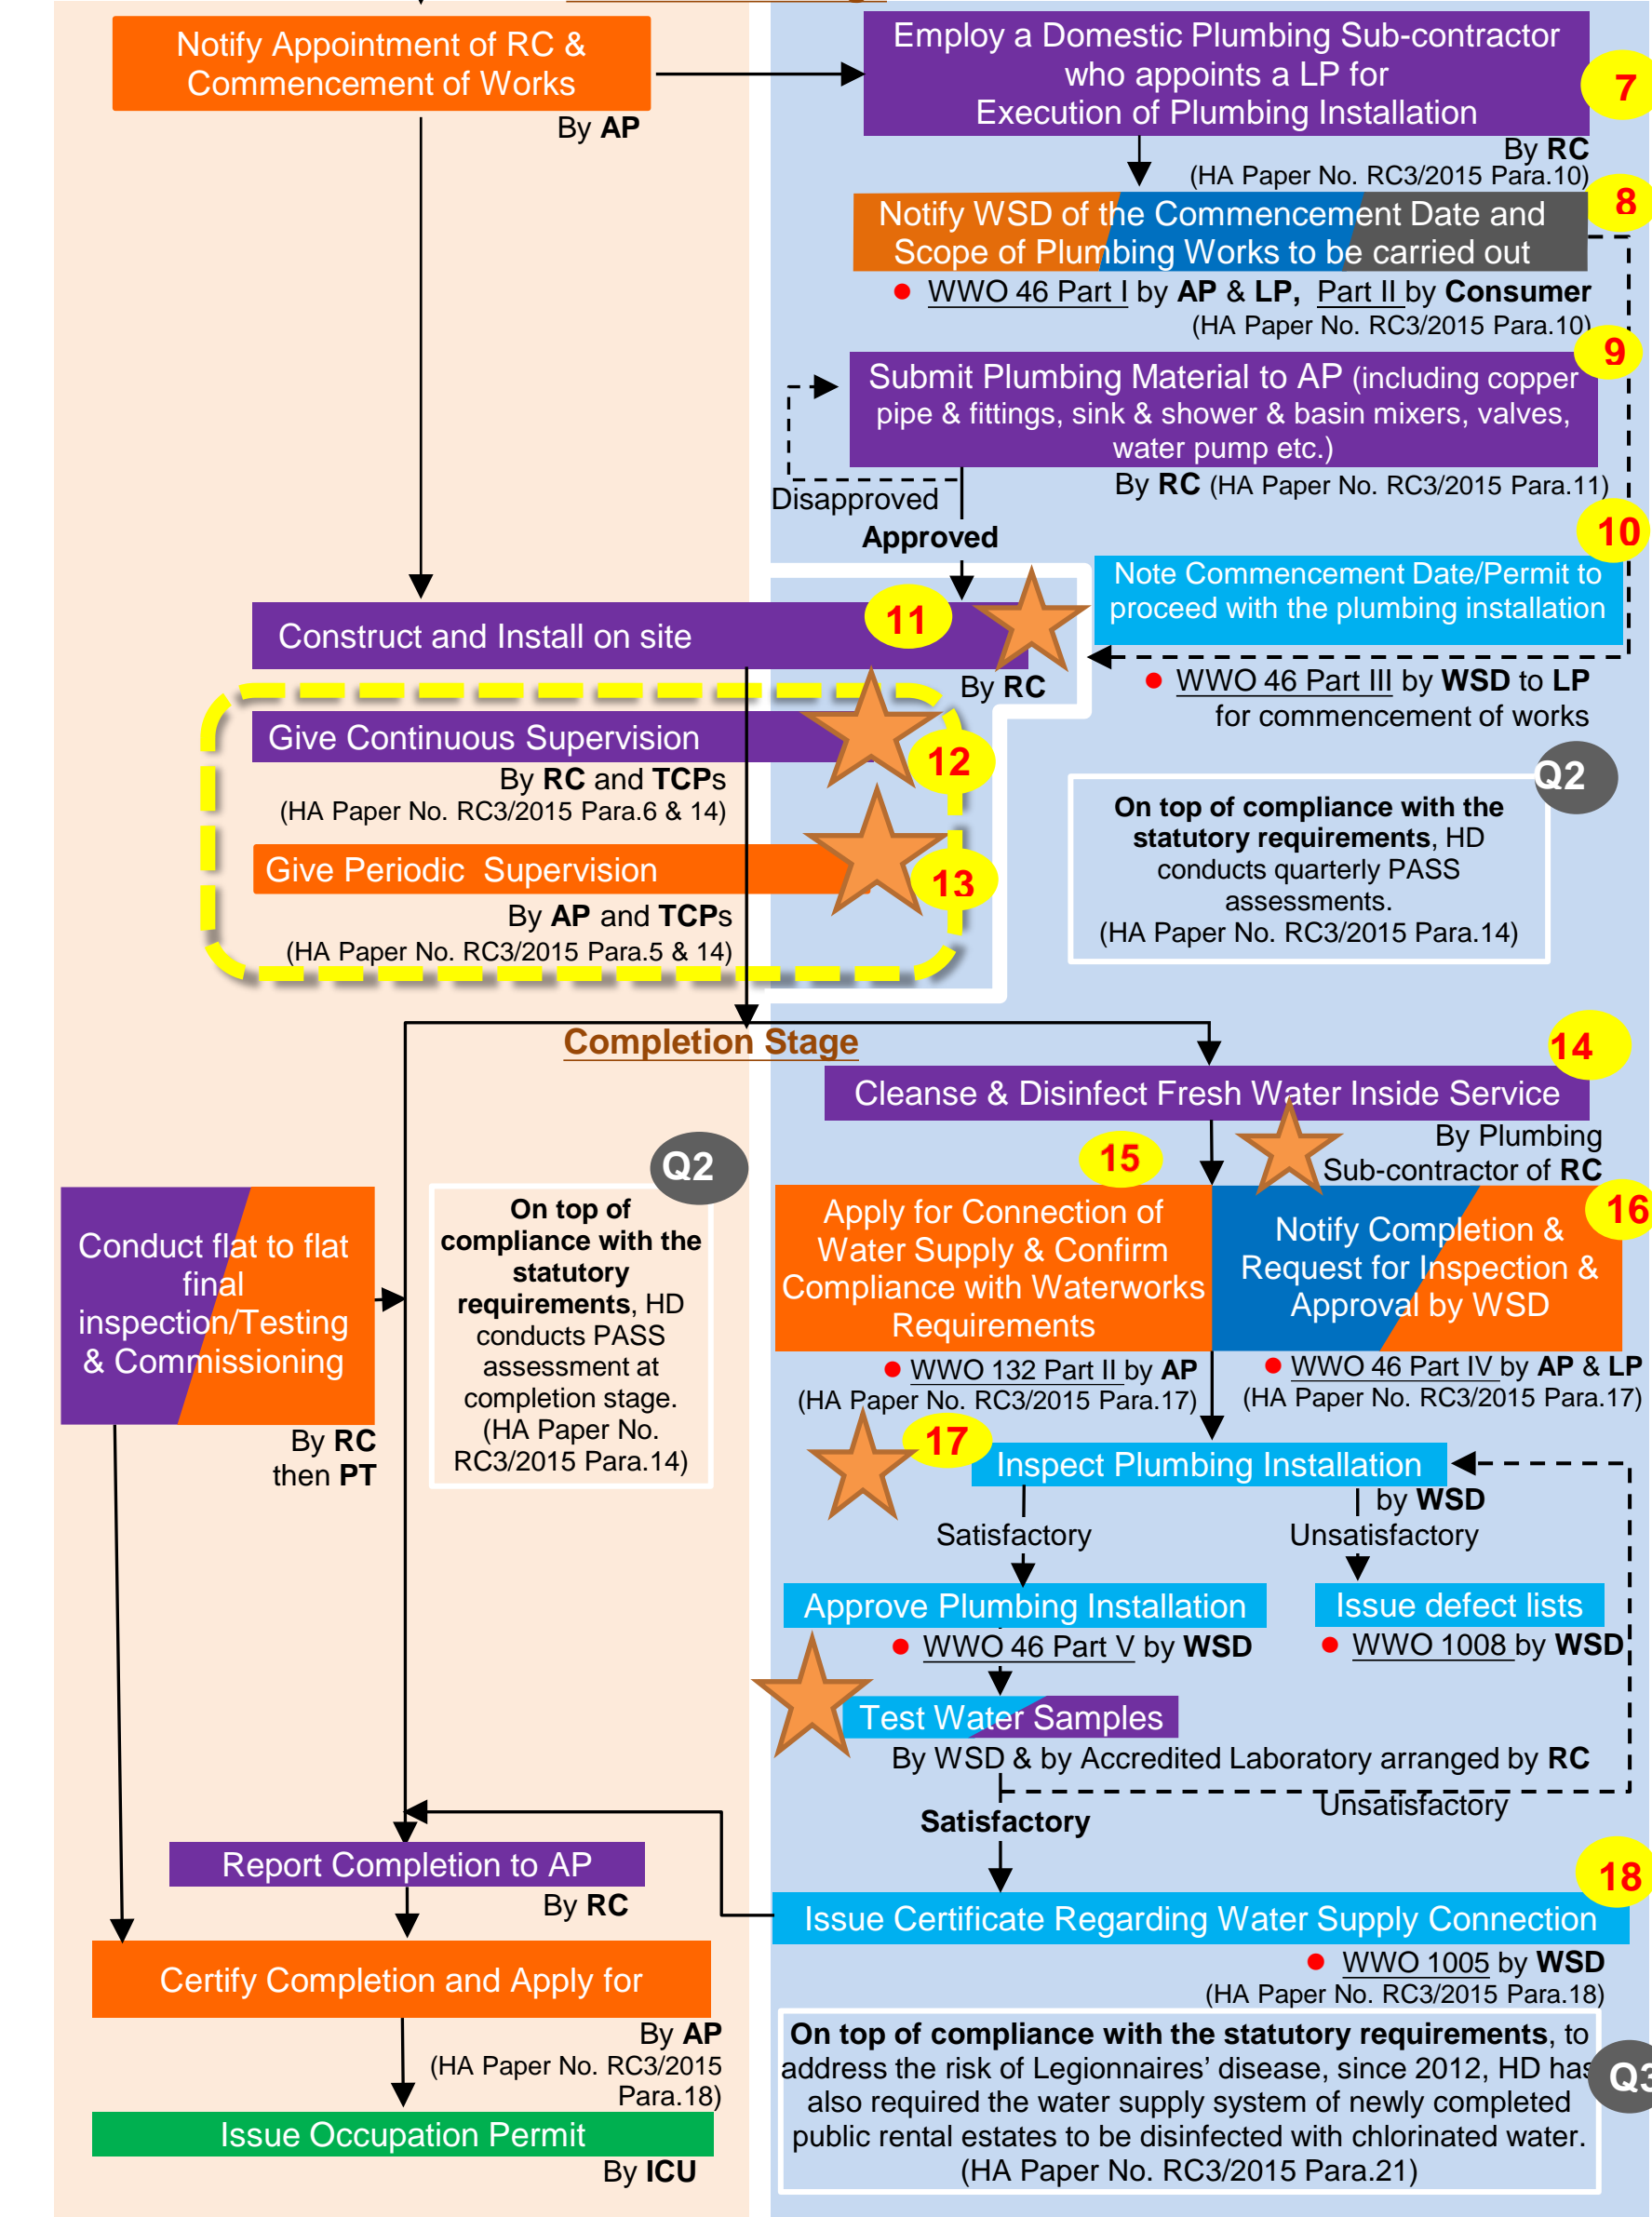 Notify Appointment of RC &
Commencement of Works
By AP
Employ a Domestic Plumbing Sub-contractor
who appoints a LP for
Execution of Plumbing Installation
7
By RC
(HA Paper No. RC3/2015 Para.10)
8
Notify WSD of the Commencement Date and
Scope of Plumbing Works to be carried out
● WWO 46 Part I by AP & LP, Part II by Consumer
(HA Paper No. RC3/2015 Para.10)
9
Submit Plumbing Material to AP (including copper
pipe & fittings, sink & shower & basin mixers, valves,
water pump etc.)
By RC (HA Paper No. RC3/2015 Para.11)
Disapproved
Approved
10
Note Commencement Date/Permit to
proceed with the plumbing installation
● WWO 46 Part III by WSD to LP
for commencement of works
11
Construct and Install on site
By RC
Give Continuous Supervision
12
By RC and TCPs
(HA Paper No. RC3/2015 Para.6 & 14)
Give Periodic Supervision
13
By AP and TCPs
(HA Paper No. RC3/2015 Para.5 & 14)
Q2
On top of compliance with the
statutory requirements, HD
conducts quarterly PASS
assessments.
(HA Paper No. RC3/2015 Para.14)
Completion Stage
14
Cleanse & Disinfect Fresh Water Inside Service
By Plumbing
Sub-contractor of RC
Conduct flat to flat
final
inspection/Testing
& Commissioning
By RC
then PT
Q2
On top of
compliance with the
statutory
requirements, HD
conducts PASS
assessment at
completion stage.
(HA Paper No.
RC3/2015 Para.14)
15
Apply for Connection of
Water Supply & Confirm
Compliance with Waterworks
Requirements
● WWO 132 Part II by AP
(HA Paper No. RC3/2015 Para.17)
16
Notify Completion &
Request for Inspection &
Approval by WSD
● WWO 46 Part IV by AP & LP
(HA Paper No. RC3/2015 Para.17)
17
Inspect Plumbing Installation
by WSD
Satisfactory
Unsatisfactory
Approve Plumbing Installation
● WWO 46 Part V by WSD
Issue defect lists
● WWO 1008 by WSD
Test Water Samples
By WSD & by Accredited Laboratory arranged by RC
Unsatisfactory
Satisfactory
Report Completion to AP
By RC
18
Issue Certificate Regarding Water Supply Connection
● WWO 1005 by WSD
(HA Paper No. RC3/2015 Para.18)
Certify Completion and Apply for
By AP
(HA Paper No. RC3/2015
Para.18)
Issue Occupation Permit
By ICU
On top of compliance with the statutory requirements, to
address the risk of Legionnaires' disease, since 2012, HD has
also required the water supply system of newly completed
public rental estates to be disinfected with chlorinated water.
(HA Paper No. RC3/2015 Para.21)
Q3